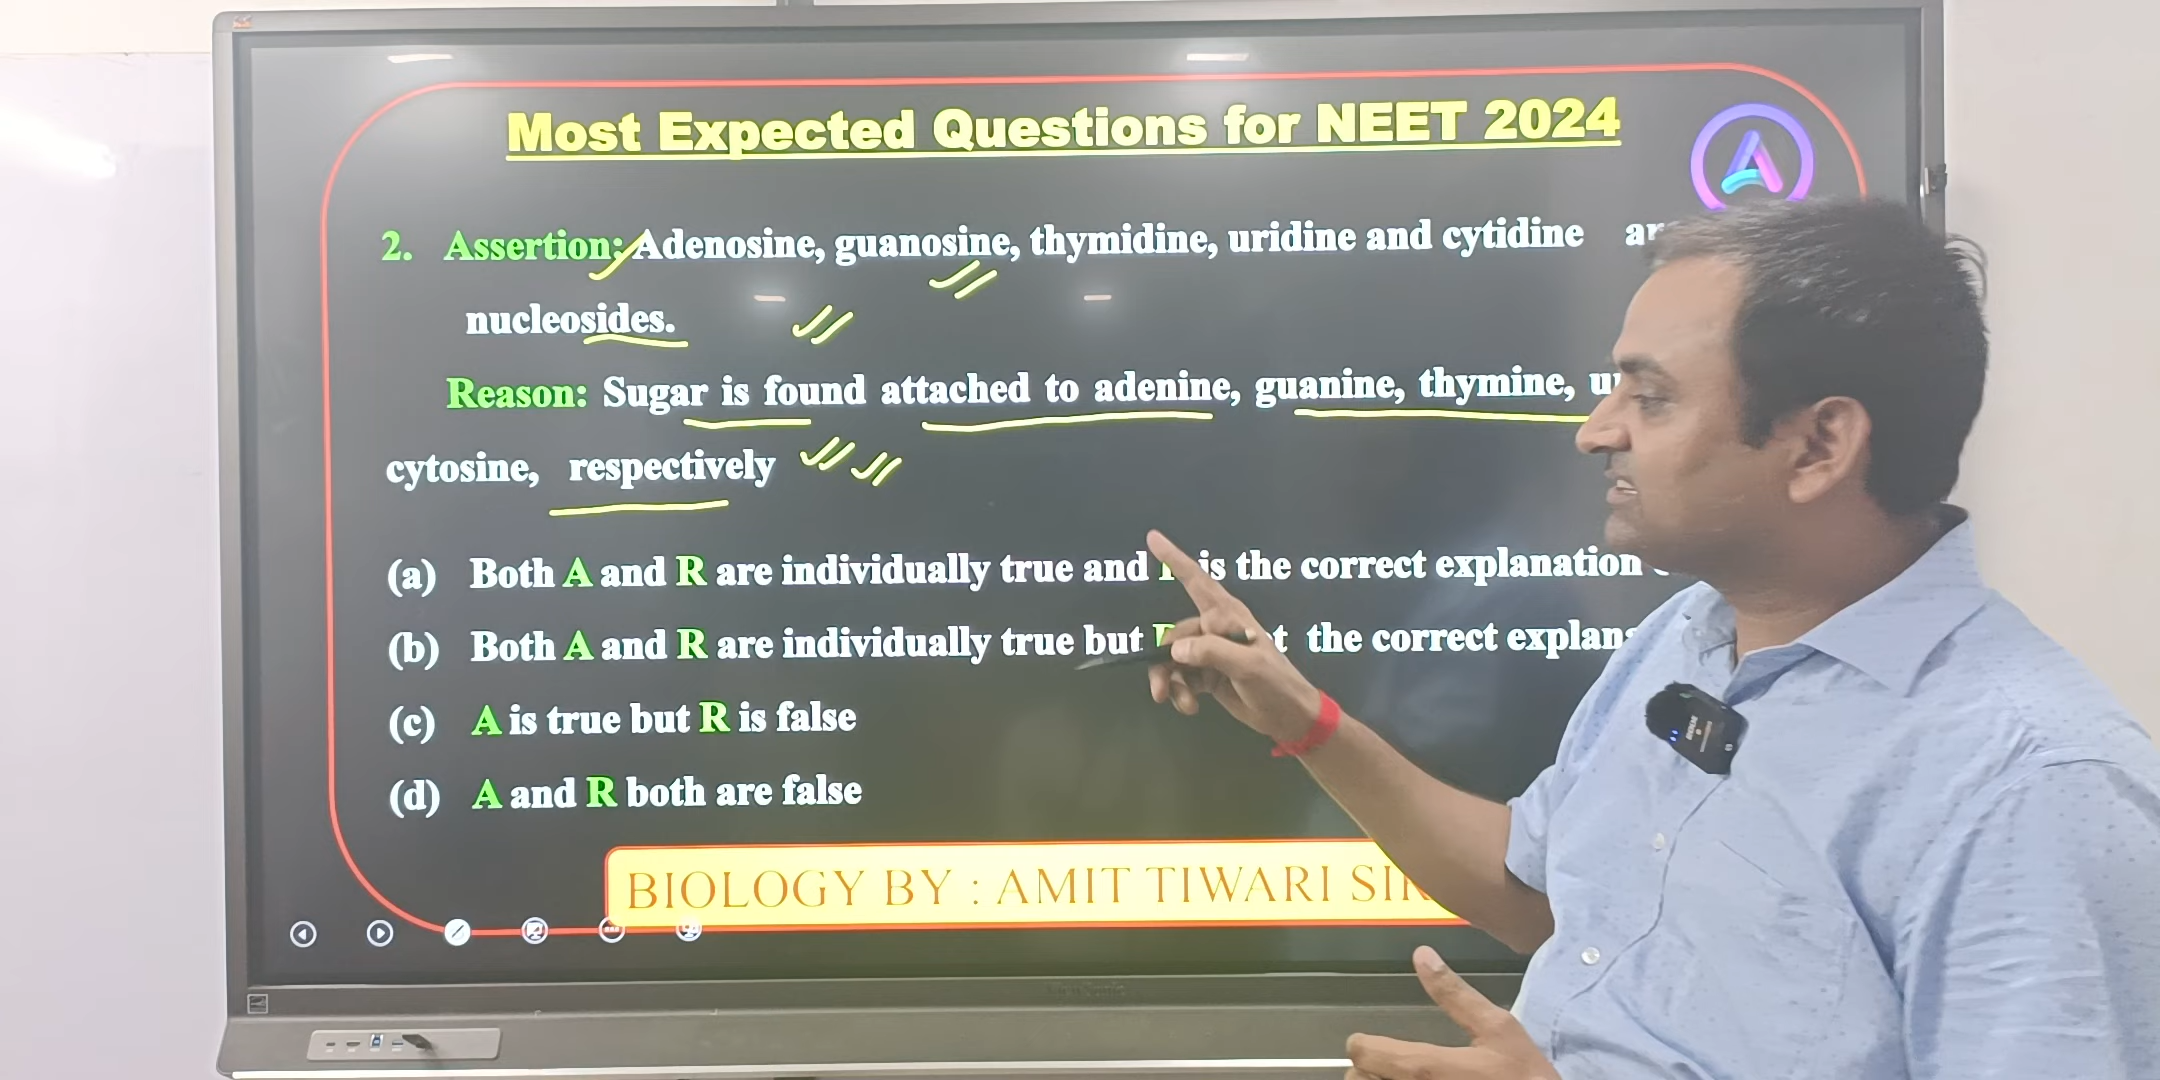 Most Expected Questions for NEET 2024
2. Assertion: Adenosine, guanosine, thymidine, uridine and cytidine
nucleosides.
Reason: Sugar is found attached to adenine, guanine, thymine,
cytosine, respectively
(a) Both A and R are individually true and is the correct explanation
(b) Both A and R are individually true but the correct
(c) A is true but R is false
(d) A and R both are false
BIOLOGY BY : AMIT TIWARI